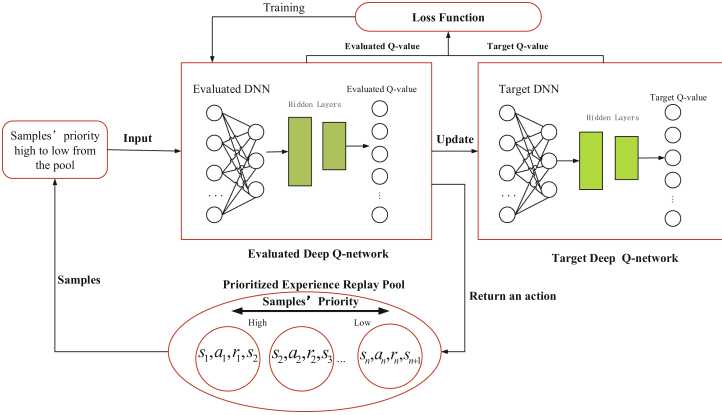 Training
Loss Function
Evaluated Q-value
Target Q-value
Evaluated DNN
Evaluated Q-value
Hidden Layers
. . .
...
Target DNN
Target Q-value
Hidden Layers
. . .
...
Samples’ priority
high to low from
the pool
Input
Update
Evaluated Deep Q-network
Target Deep Q-network
Samples
Prioritized Experience Replay Pool
Samples’ Priority
High
Low
Return an action
s1,a1,r1,s2
s2,a2,r2,s3
...
sn,an,rn,sn+1